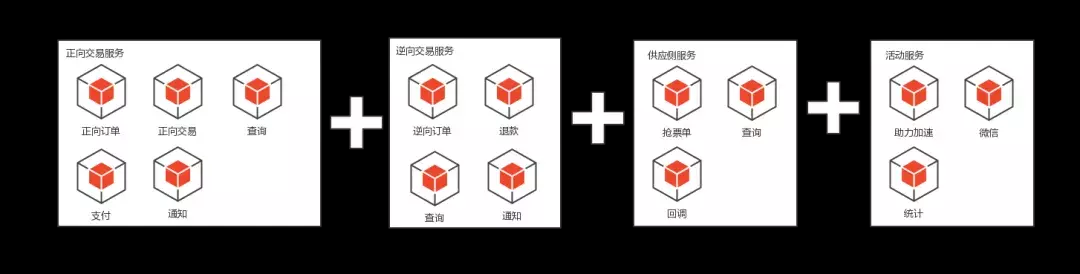 正向交易服务
正向订单
正向交易
查询
支付
通知
逆向交易服务
逆向订单
退款
查询
通知
供应侧服务
抢票单
查询
回调
活动服务
助力加速
微信
统计